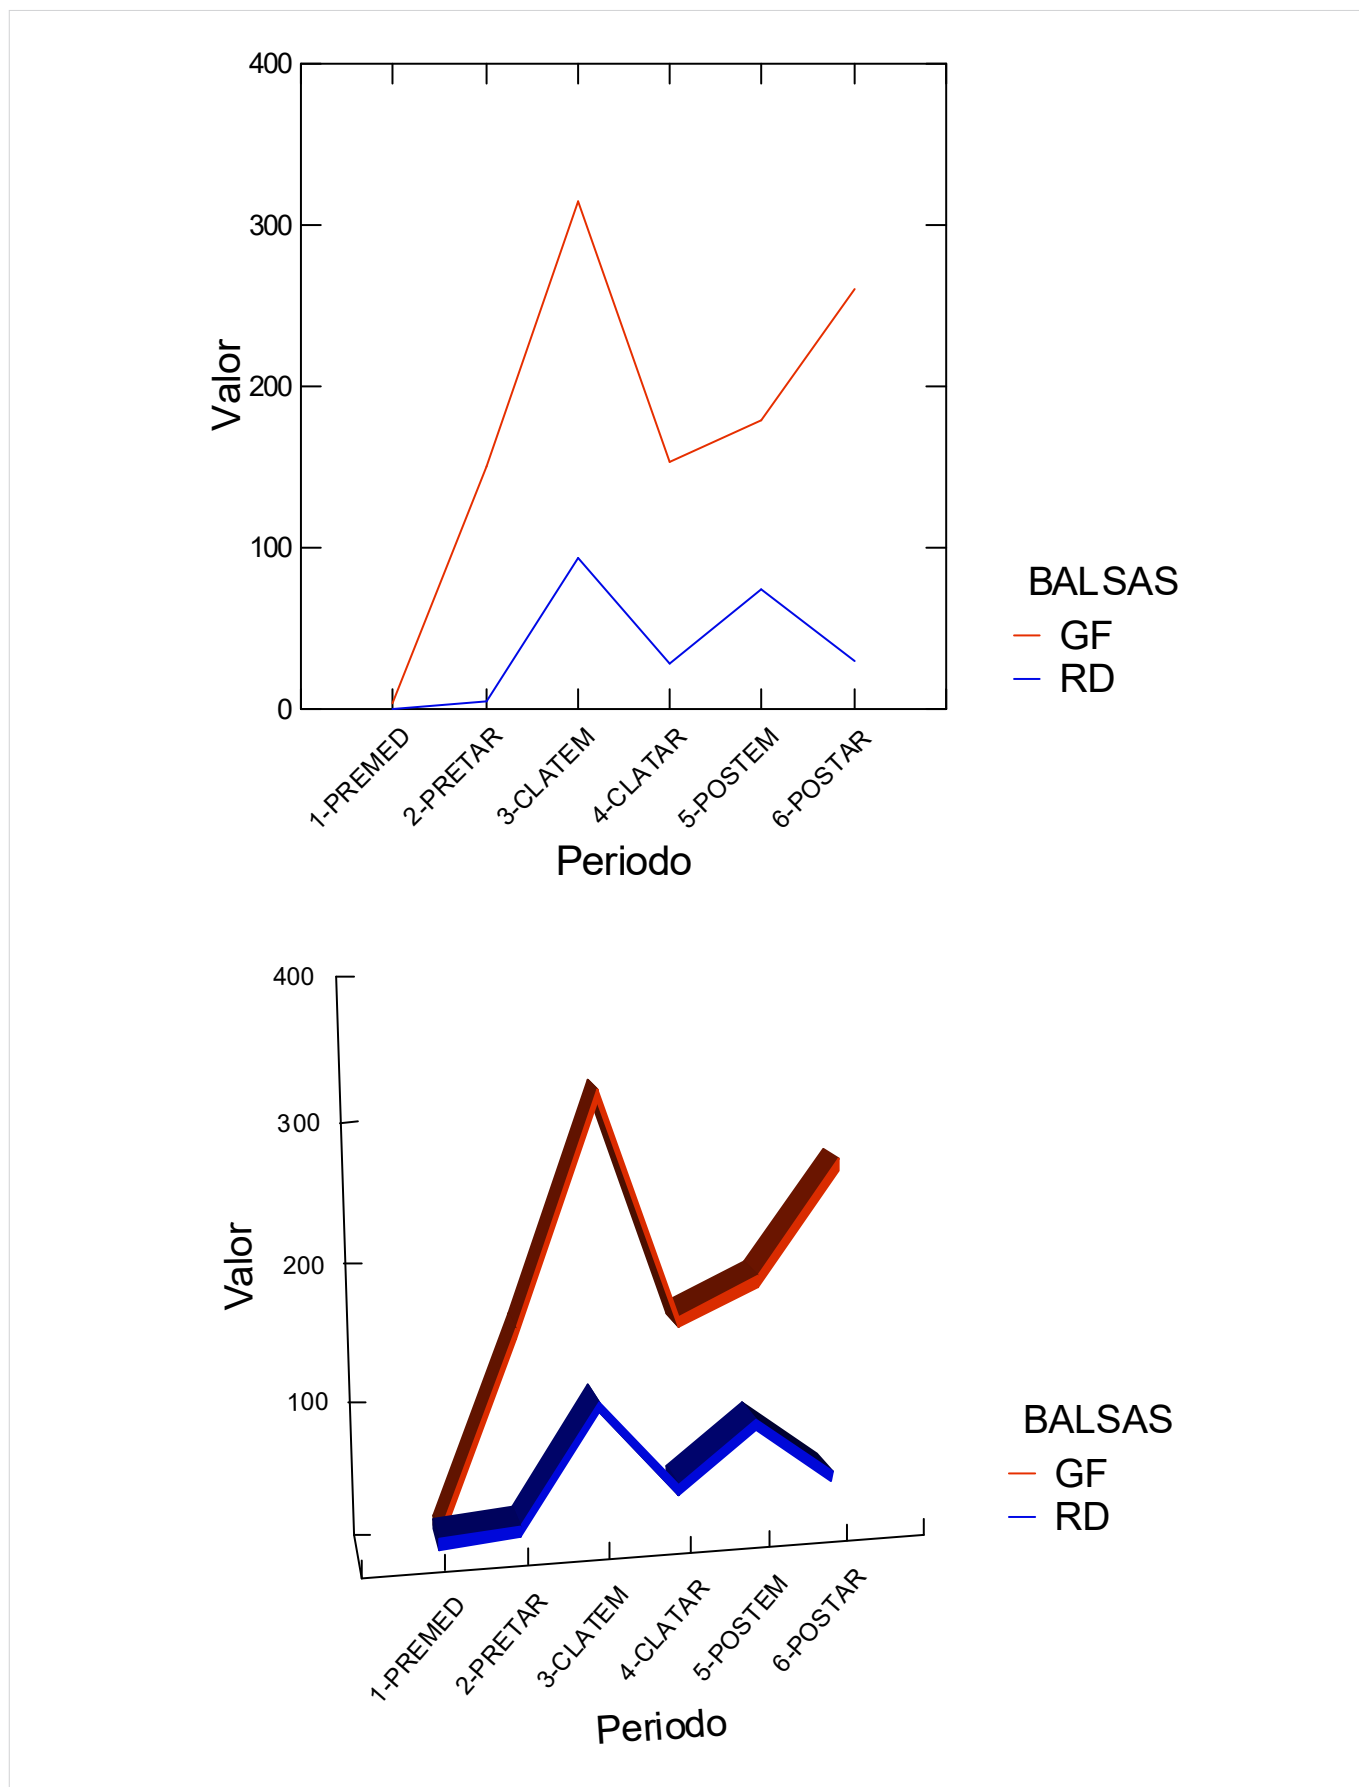 400
300
200
100
0
Valor
1-PREMED
2-PRETAR
3-CLATEM
4-CLATAR
5-POSTEM
6-POSTAR
Periodo
BALSAS
GF
RD
400
300
200
100
Valor
1-PREMED
2-PRETAR
3-CLATEM
4-CLATAR
5-POSTEM
6-POSTAR
Periodo
BALSAS
GF
RD